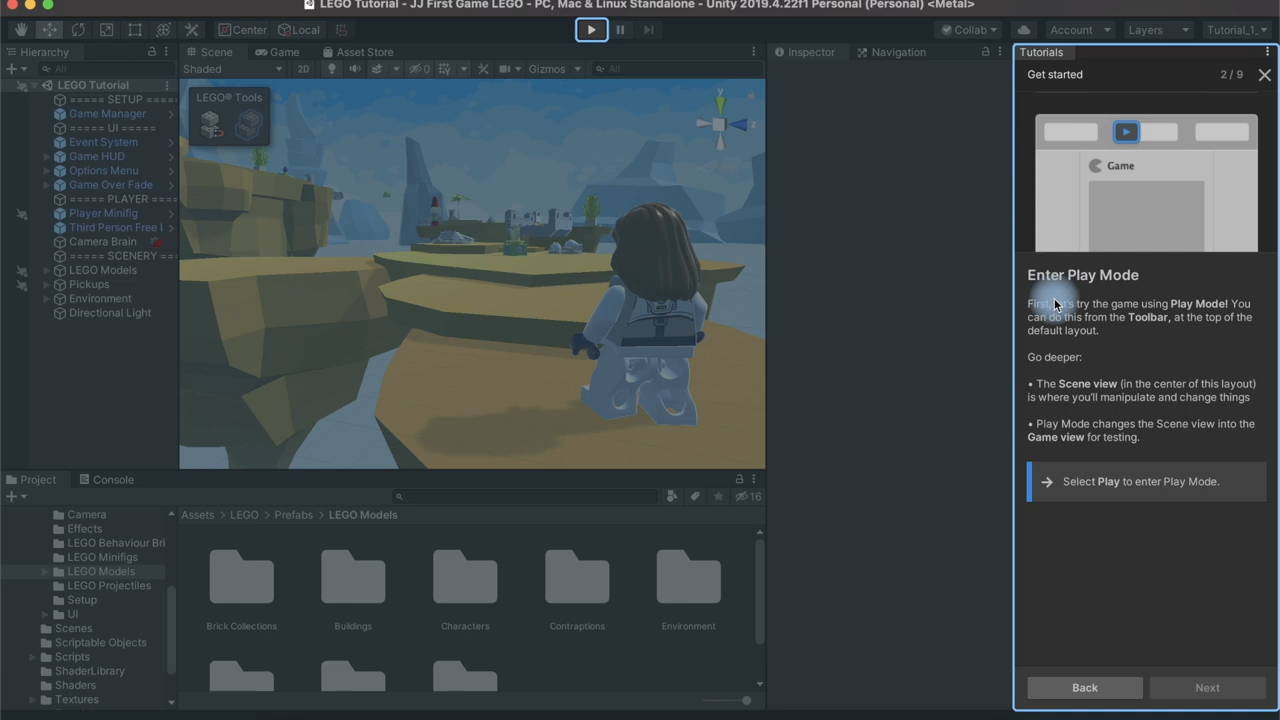 LEGO Tutorial - JJ First Game LEGO - PC, Mac & Linux Standalone - Unity 2019.4.22f1 Personal (Personal) <Metal>
Center Local Collab Account Layers Tutorial_1_
Hierarchy
All
LEGO Tutorial
===== SETUP =====
Game Manager
===== UI =====
Event System
Game HUD
Options Menu
Game Over Fade
===== PLAYER ====
Player Minifig
Third Person Free
Camera Brain
===== SCENERY ==
LEGO Models
Pickups
Environment
Directional Light
Scene Game Asset Store
Shaded 2D 0 Gizmos All
LEGO® Tools
y
z
Inspector Navigation
Tutorials
Get started 2 / 9
Game
Enter Play Mode
First, let's try the game using Play Mode! You
can do this from the Toolbar, at the top of the
default layout.
Go deeper:
• The Scene view (in the center of this layout)
is where you'll manipulate and change things
• Play Mode changes the Scene view into the
Game view for testing.
→ Select Play to enter Play Mode.
Back Next
Project Console
16
Camera
Effects
LEGO Behaviour Bri
LEGO Minifigs
LEGO Models
LEGO Projectiles
Setup
UI
Scenes
Scriptable Objects
Scripts
ShaderLibrary
Shaders
Textures
Assets > LEGO > Prefabs > LEGO Models
Brick Collections Buildings Characters Contraptions Environment